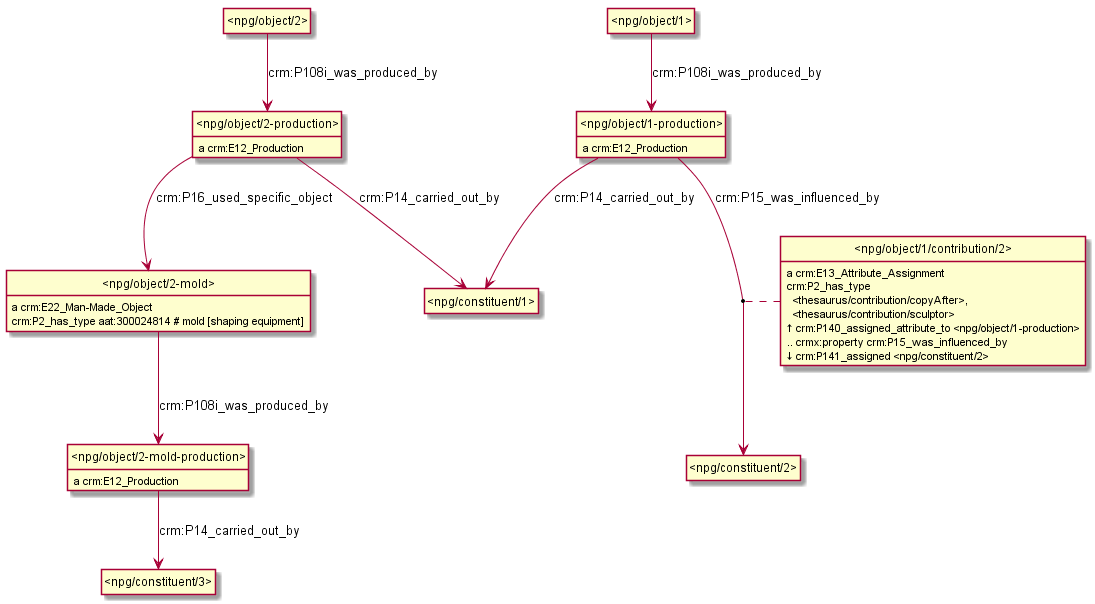 <npg/object/2>
<npg/object/1>
crm:P108i_was_produced_by
crm:P108i_was_produced_by
<npg/object/2-production>
a crm:E12_Production
<npg/object/1-production>
a crm:E12_Production
crm:P16_used_specific_object
crm:P14_carried_out_by
crm:P14_carried_out_by
crm:P15_was_influenced_by
<npg/object/2-mold>
a crm:E22_Man-Made_Object
crm:P2_has_type aat:300024814 # mold [shaping equipment]
<npg/constituent/1>
<npg/object/1/contribution/2>
a crm:E13_Attribute_Assignment
crm:P2_has_type
<thesaurus/contribution/copyAfter>,
<thesaurus/contribution/sculptor>
↑ crm:P140_assigned_attribute_to <npg/object/1-production>
.. crmx:property crm:P15_was_influenced_by
↓ crm:P141_assigned <npg/constituent/2>
crm:P108i_was_produced_by
<npg/object/2-mold-production>
a crm:E12_Production
<npg/constituent/2>
crm:P14_carried_out_by
<npg/constituent/3>